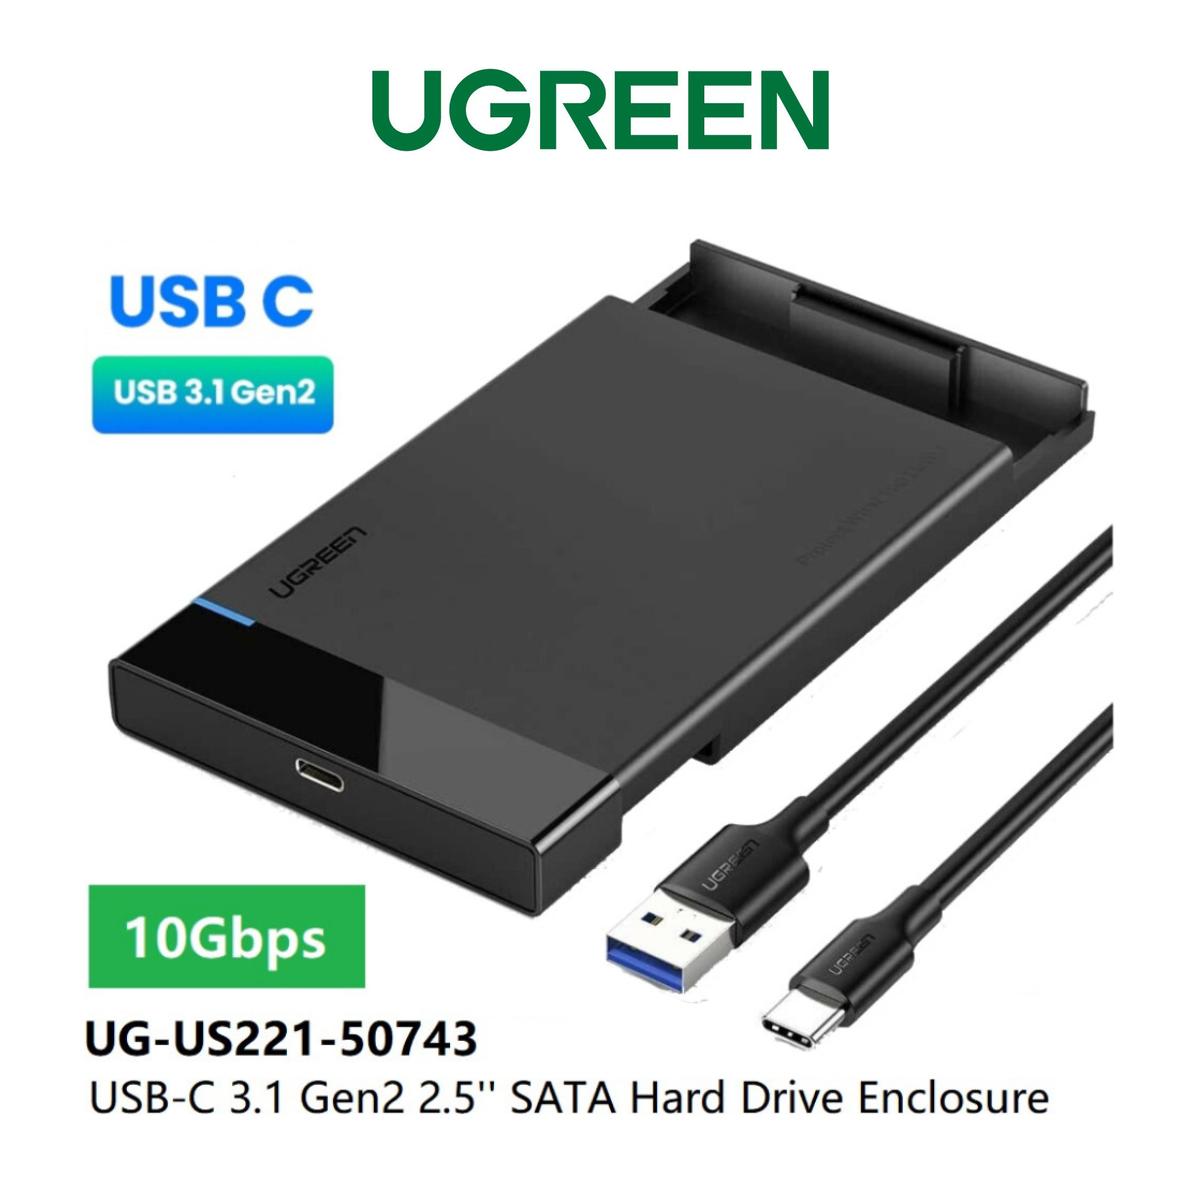 UGREEN
USB C
USB 3.1 Gen2
UGREEN
UGREEN
UGREEN
10Gbps
UG-US221-50743
USB-C 3.1 Gen2 2.5'' SATA Hard Drive Enclosure